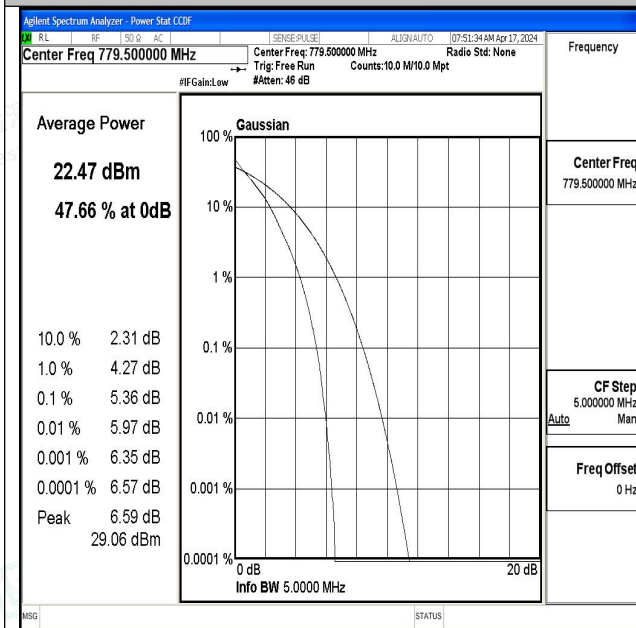 Agilent Spectrum Analyzer - Power Stat CCDF
LXI RL RF 50 Ω AC SENSE:PULSE ALIGN AUTO 07:51:34 AM Apr 17, 2024
Center Freq 779.500000 MHz
Center Freq: 779.500000 MHz Radio Std: None
Trig: Free Run Counts:10.0 M/10.0 Mpt
#IFGain:Low #Atten: 46 dB
Frequency
Center Freq
779.500000 MHz
CF Step
5.000000 MHz
Auto Man
Freq Offset
0 Hz
Average Power
22.47 dBm
47.66 % at 0dB
10.0 % 2.31 dB
1.0 % 4.27 dB
0.1 % 5.36 dB
0.01 % 5.97 dB
0.001 % 6.35 dB
0.0001 % 6.57 dB
Peak 6.59 dB
29.06 dBm
Gaussian
100 %
10 %
1 %
0.1 %
0.01 %
0.001 %
0.0001 %
0 dB 20 dB
Info BW 5.0000 MHz
MSG STATUS